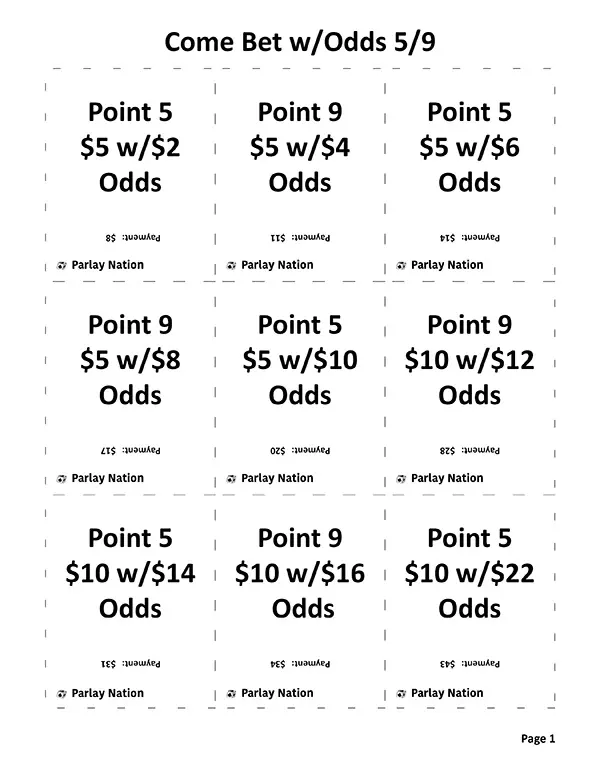 Come Bet w/Odds 5/9
Point 5
$5 w/$2
Odds
Payment: $8
Parlay Nation
Point 9
$5 w/$4
Odds
Payment: $11
Parlay Nation
Point 5
$5 w/$6
Odds
Payment: $14
Parlay Nation
Point 9
$5 w/$8
Odds
Payment: $17
Parlay Nation
Point 5
$5 w/$10
Odds
Payment: $20
Parlay Nation
Point 9
$10 w/$12
Odds
Payment: $28
Parlay Nation
Point 5
$10 w/$14
Odds
Payment: $31
Parlay Nation
Point 9
$10 w/$16
Odds
Payment: $34
Parlay Nation
Point 5
$10 w/$22
Odds
Payment: $43
Parlay Nation
Page 1